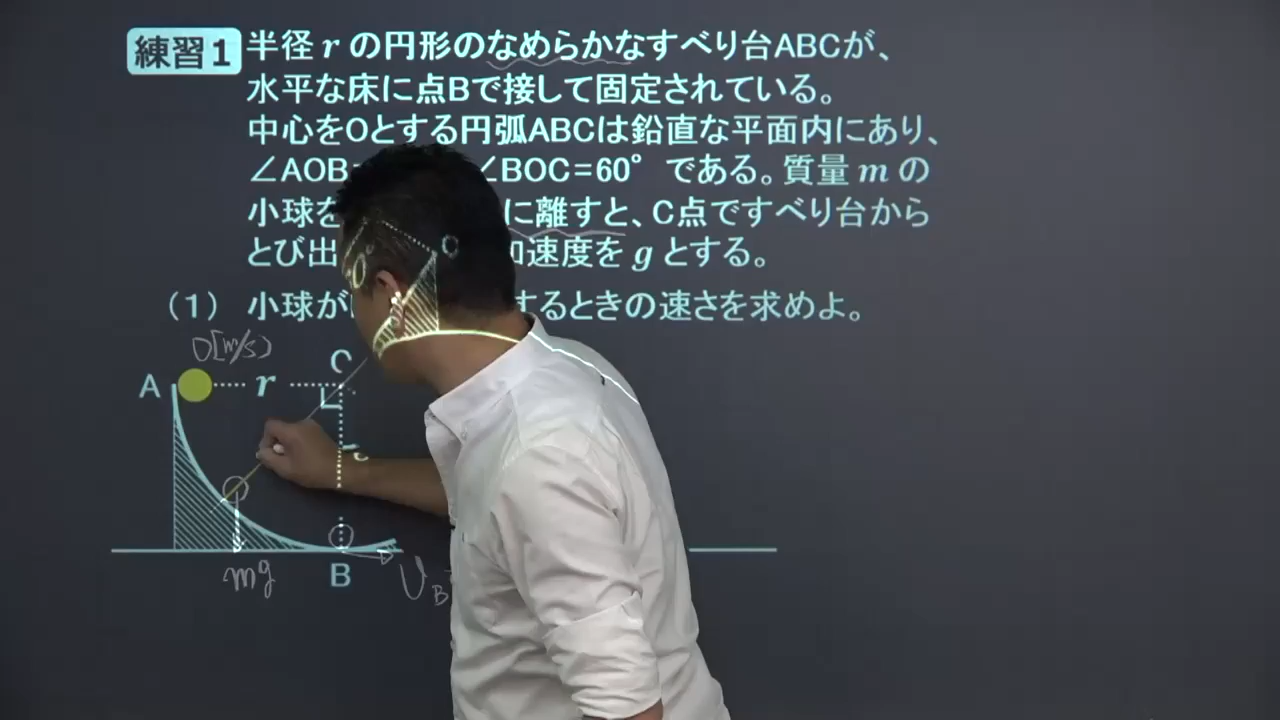 練習1
半径 r の円形のなめらかなすべり台ABCが、
水平な床に点Bで接して固定されている。
中心をOとする円弧ABCは鉛直な平面内にあり、
∠AOB= ∠BOC=60° である。質量 m の
小球を に離すと、C点ですべり台から
とび出 加速度を g とする。
(1) 小球が するときの速さを求めよ。
0[m/s]
A r O
r
mg B